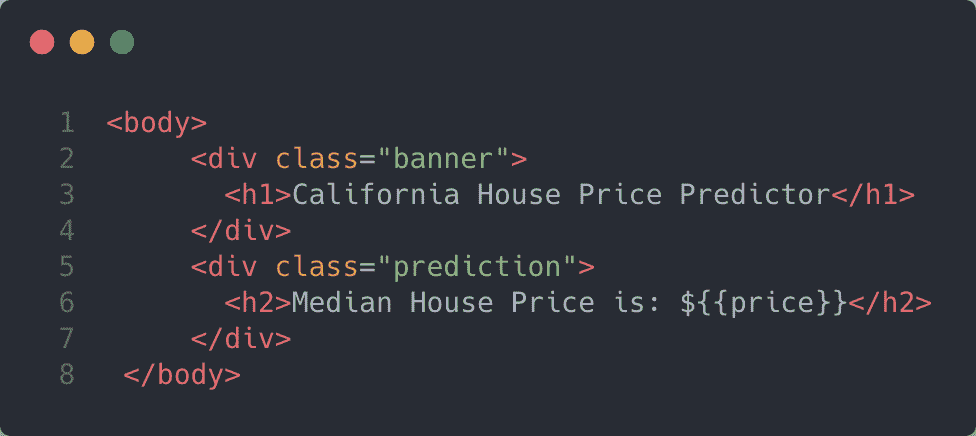 1 <body>
2 <div class="banner">
3 <h1>California House Price Predictor</h1>
4 </div>
5 <div class="prediction">
6 <h2>Median House Price is: ${{price}}</h2>
7 </div>
8 </body>